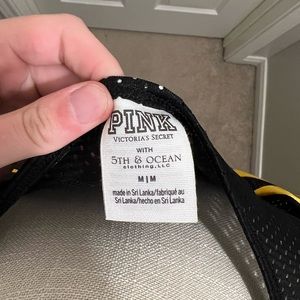 PINK
VICTORIA'S SECRET
WITH
5TH & OCEAN
clothing, LLC
M|M
made in Sri Lanka/fabriqué au
Sri Lanka/hecho en Sri Lanka